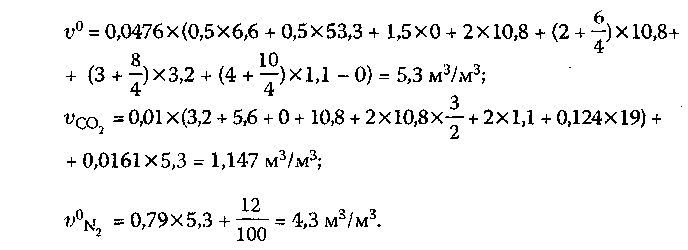 v⁰ = 0,0476×(0,5×6,6 + 0,5×53,3 + 1,5×0 + 2×10,8 + (2 + 6/4)×10,8+
+ (3 + 8/4)×3,2 + (4 + 10/4)×1,1 – 0) = 5,3 м³/м³;
v_CO₂ = 0,01×(3,2 + 5,6 + 0 + 10,8 + 2×10,8×3/2 + 2×1,1 + 0,124×19) +
+ 0,0161×5,3 = 1,147 м³/м³;
v⁰_N₂ = 0,79×5,3 + 12/100 = 4,3 м³/м³.